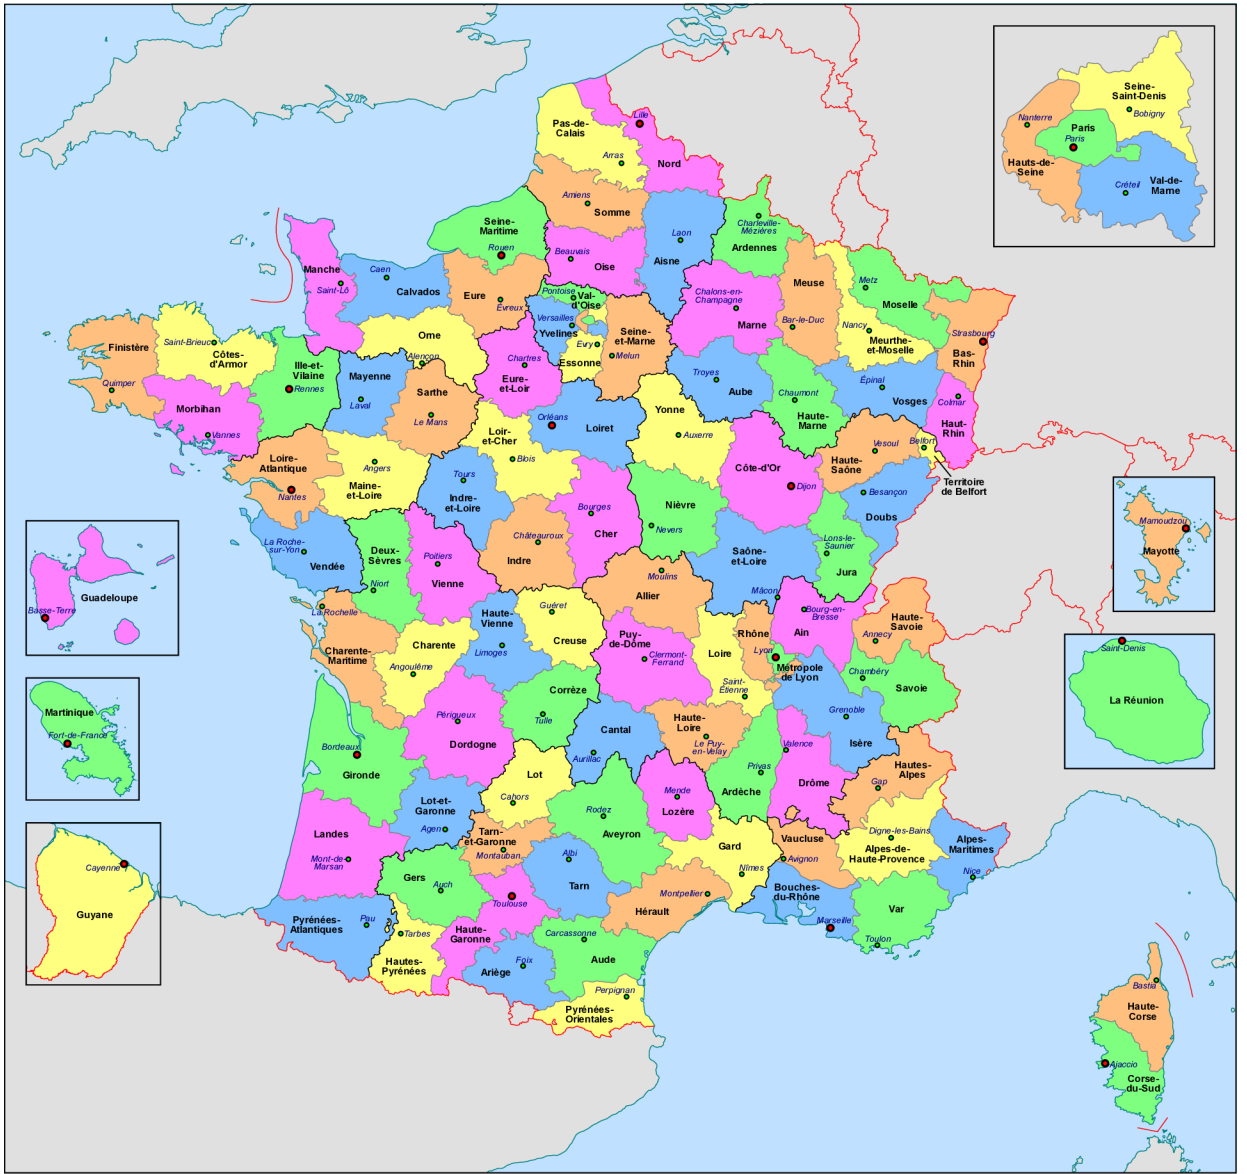 Pas-de-
Calais
Arras
Lille
Nord
Amiens
Somme
Seine-
Maritime
Rouen
Beauvais
Oise
Laon
Aisne
Charleville-
Mézières
Ardennes
Manche
Saint-Lô
Caen
Calvados
Eure
Évreux
Pontoise
Val-
d'Oise
Versailles
Yvelines
Evry
Essonne
Seine-
et-Marne
Melun
Chalons-en-
Champagne
Marne
Meuse
Bar-le-Duc
Metz
Moselle
Nancy
Meurthe-
et-Moselle
Strasbourg
Bas-
Rhin
Finistère
Quimper
Saint-Brieuc
Côtes-
d'Armor
Ille-et-
Vilaine
Rennes
Morbihan
Vannes
Orne
Alençon
Mayenne
Laval
Sarthe
Le Mans
Chartres
Eure-
et-Loir
Orléans
Loiret
Loir-
et-Cher
Blois
Yonne
Auxerre
Troyes
Aube
Chaumont
Haute-
Marne
Épinal
Vosges
Colmar
Haut-
Rhin
Loire-
Atlantique
Nantes
Angers
Maine-
et-Loire
Tours
Indre-
et-Loire
Bourges
Cher
Nièvre
Nevers
Côte-d'Or
Dijon
Vesoul
Haute-
Saône
Belfort
Territoire
de Belfort
Besançon
Doubs
Lons-le-
Saunier
Jura
La Roche-
sur-Yon
Vendée
Deux-
Sèvres
Niort
Poitiers
Vienne
Châteauroux
Indre
Moulins
Allier
Saône-
et-Loire
Mâcon
Bourg-en-
Bresse
Ain
Haute-
Savoie
Annecy
La Rochelle
Charente-
Maritime
Charente
Angoulême
Haute-
Vienne
Limoges
Guéret
Creuse
Puy-
de-Dôme
Clermont-
Ferrand
Loire
Saint-
Étienne
Rhône
Lyon
Métropole
de Lyon
Chambéry
Savoie
Grenoble
Isère
Bordeaux
Gironde
Périgueux
Dordogne
Corrèze
Tulle
Cantal
Aurillac
Haute-
Loire
Le Puy-
en-Velay
Privas
Ardèche
Valence
Drôme
Hautes-
Alpes
Gap
Landes
Mont-de-
Marsan
Lot-et-
Garonne
Agen
Lot
Cahors
Tarn-
et-Garonne
Montauban
Rodez
Aveyron
Mende
Lozère
Gard
Nîmes
Vaucluse
Avignon
Digne-les-Bains
Alpes-de-
Haute-Provence
Alpes-
Maritimes
Nice
Pyrénées-
Atlantiques
Pau
Gers
Auch
Tarbes
Hautes-
Pyrénées
Toulouse
Haute-
Garonne
Albi
Tarn
Montpellier
Hérault
Bouches-
du-Rhône
Marseille
Var
Toulon
Foix
Ariège
Carcassonne
Aude
Perpignan
Pyrénées-
Orientales
Bastia
Haute-
Corse
Ajaccio
Corse-
du-Sud
Seine-
Saint-Denis
Bobigny
Nanterre
Paris
Paris
Hauts-de-
Seine
Créteil
Val-de-
Marne
Mamoudzou
Mayotte
Saint-Denis
La Réunion
Guadeloupe
Basse-Terre
Martinique
Fort-de-France
Cayenne
Guyane